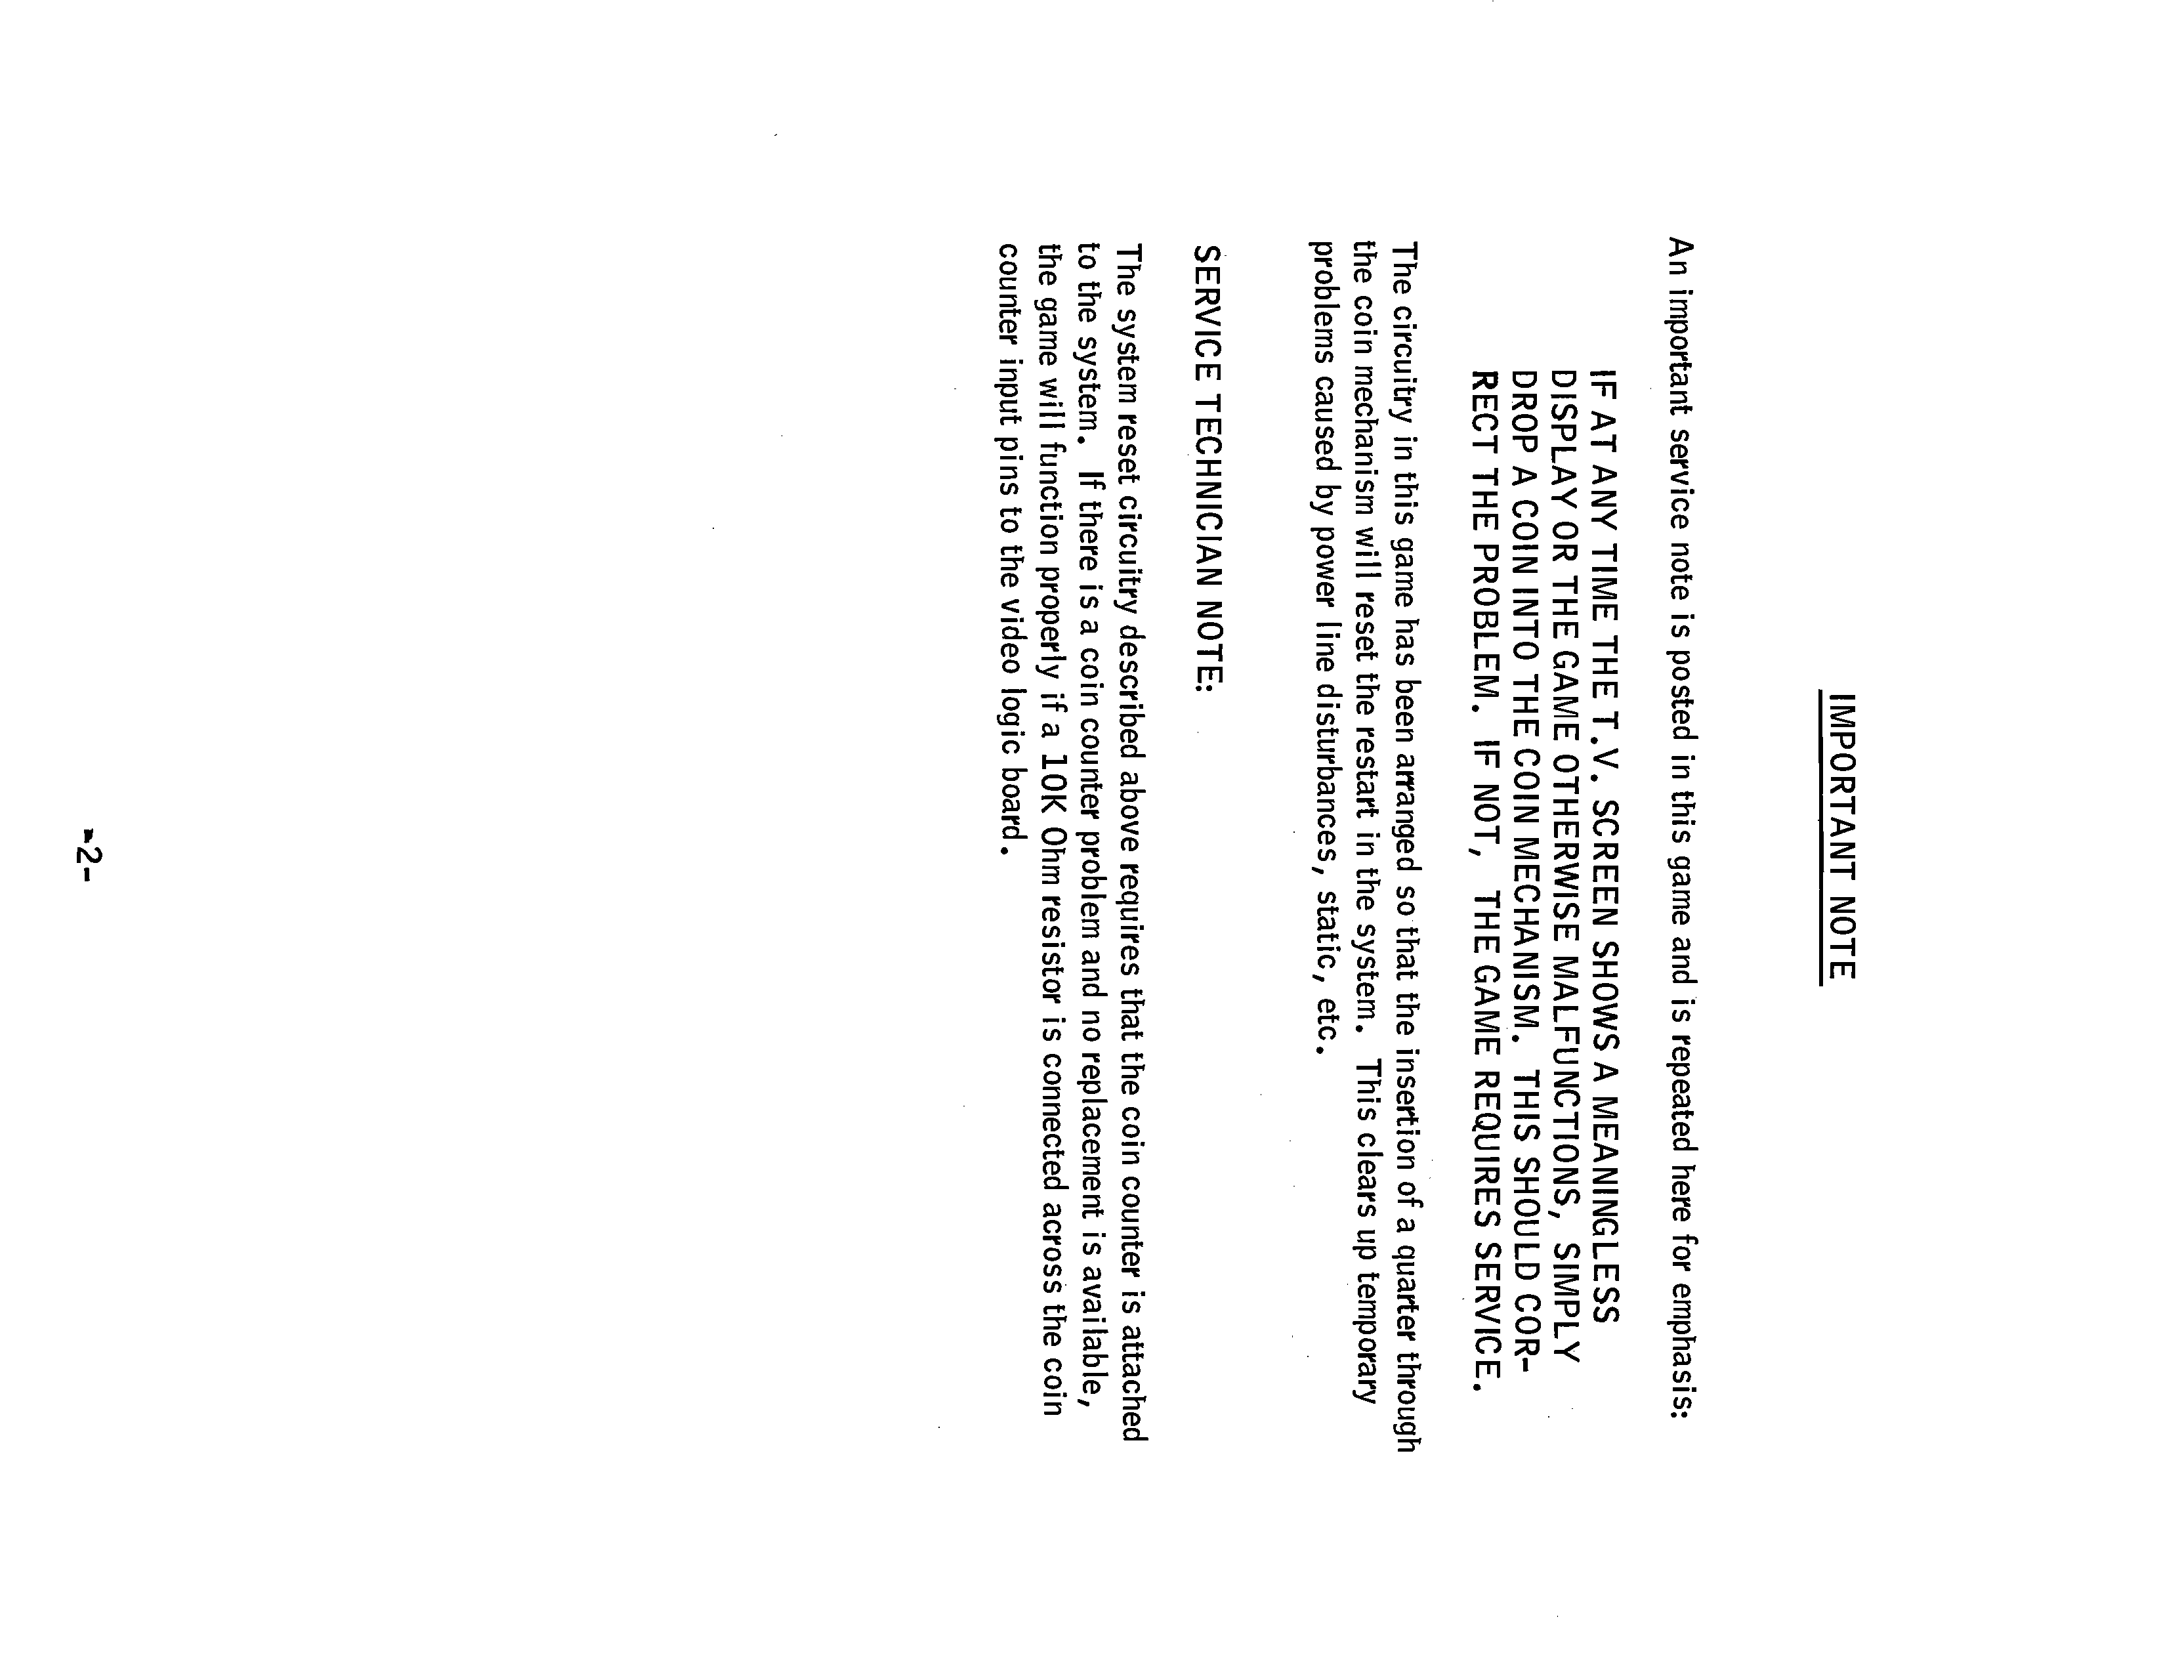 IMPORTANT NOTE
An important service note is posted in this game and is repeated here for emphasis:
IF AT ANY TIME THE T.V. SCREEN SHOWS A MEANINGLESS
DISPLAY OR THE GAME OTHERWISE MALFUNCTIONS, SIMPLY
DROP A COIN INTO THE COIN MECHANISM. THIS SHOULD COR-
RECT THE PROBLEM. IF NOT, THE GAME REQUIRES SERVICE.
The circuitry in this game has been arranged so that the insertion of a quarter through
the coin mechanism will reset the restart in the system. This clears up temporary
problems caused by power line disturbances, static, etc.
SERVICE TECHNICIAN NOTE:
The system reset circuitry described above requires that the coin counter is attached
to the system. If there is a coin counter problem and no replacement is available,
the game will function properly if a 10K Ohm resistor is connected across the coin
counter input pins to the video logic board.
-2-